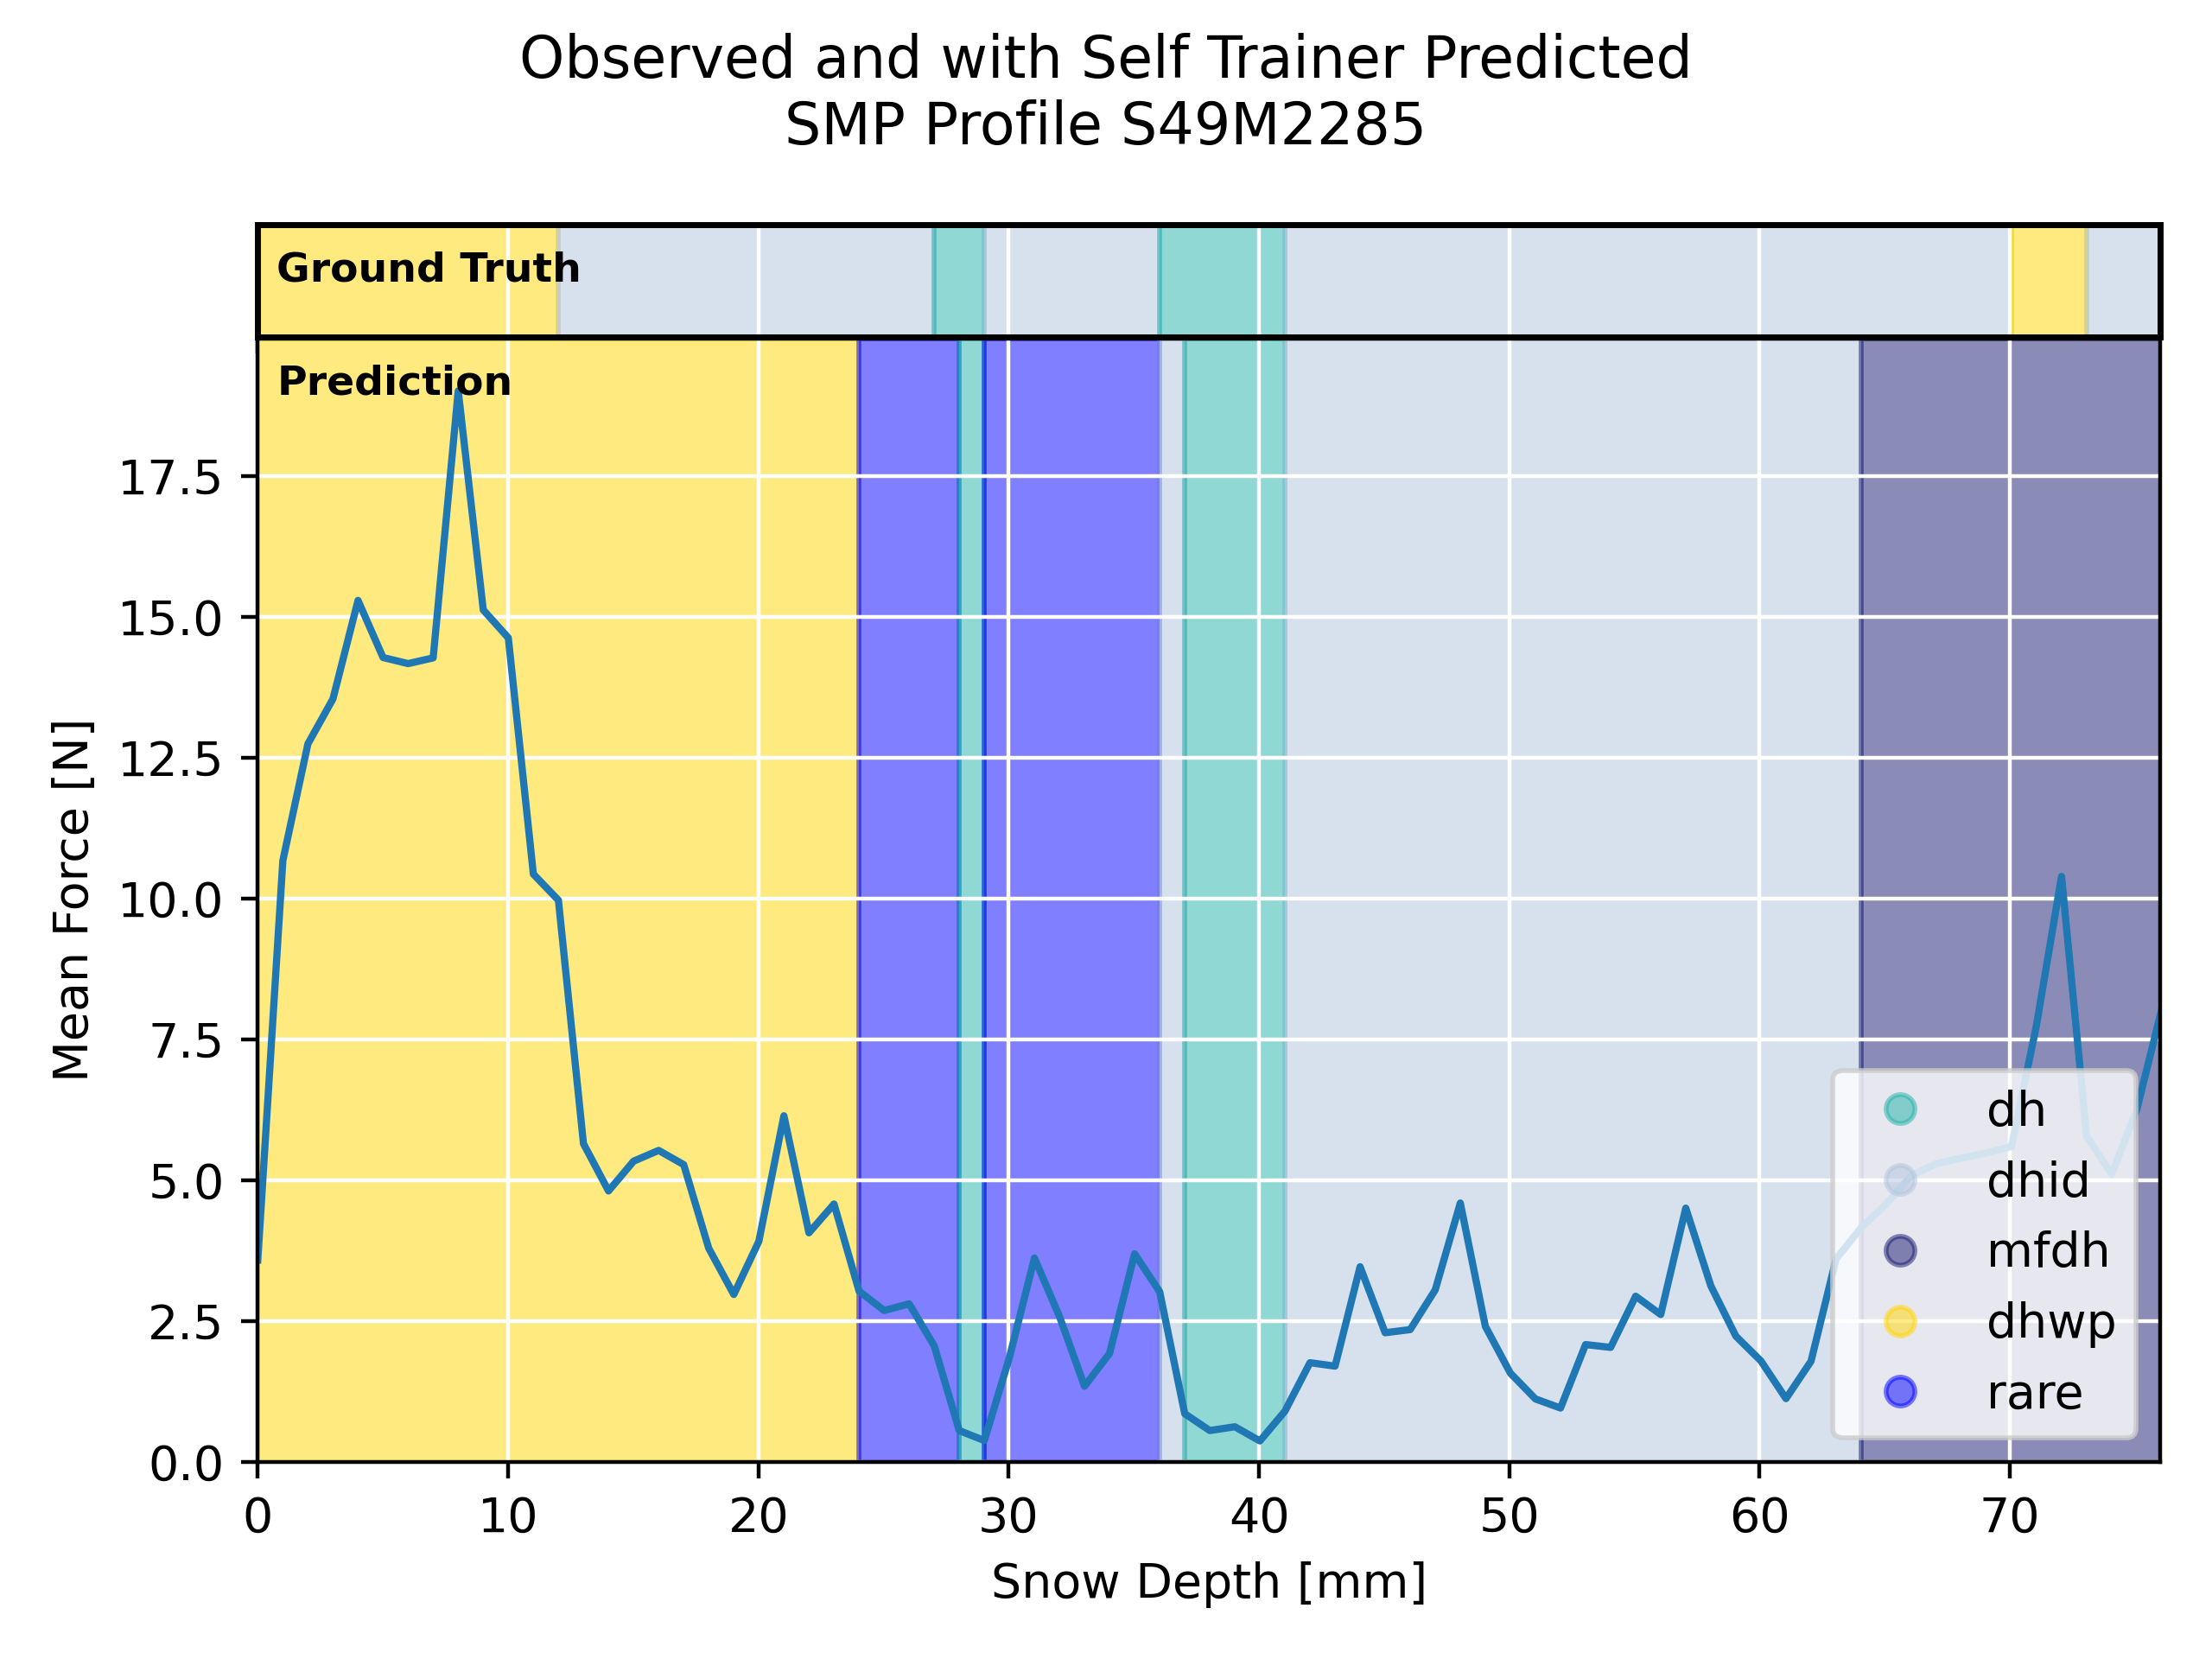 Observed and with Self Trainer Predicted
SMP Profile S49M2285
Ground Truth
Prediction
17.5
15.0
12.5
10.0
7.5
5.0
2.5
0.0
Mean Force [N]
dh
dhid
mfdh
dhwp
rare
0 10 20 30 40 50 60 70
Snow Depth [mm]